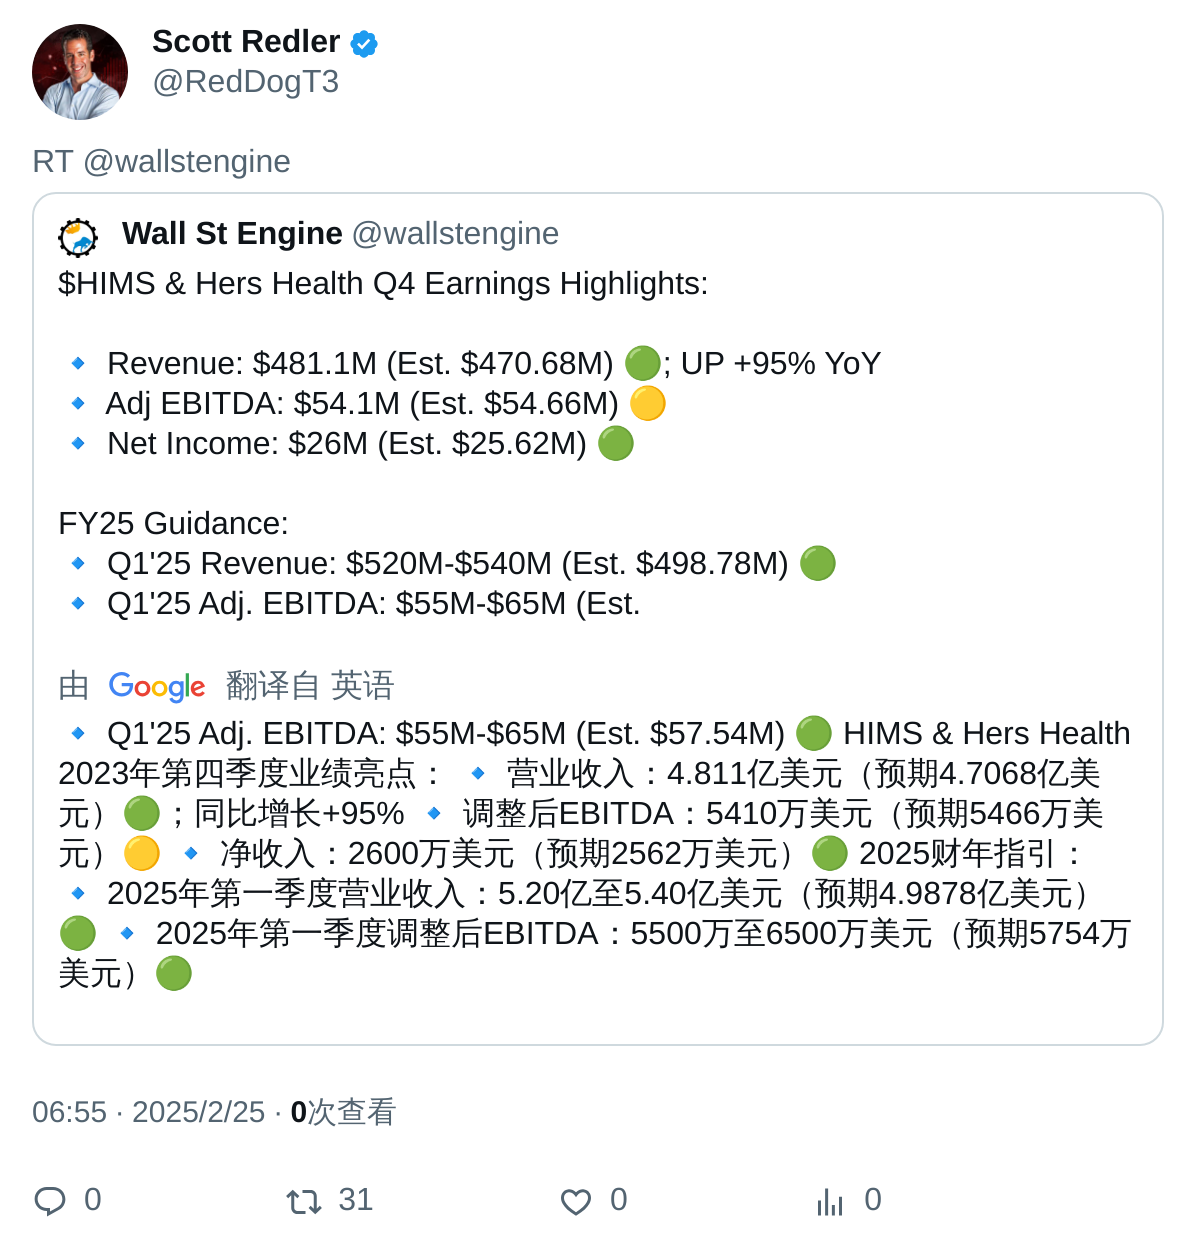 Scott Redler
@RedDogT3
RT @wallstengine
Wall St Engine @wallstengine
$HIMS & Hers Health Q4 Earnings Highlights:
🔹 Revenue: $481.1M (Est. $470.68M) 🟢; UP +95% YoY
🔹 Adj EBITDA: $54.1M (Est. $54.66M) 🟡
🔹 Net Income: $26M (Est. $25.62M) 🟢
FY25 Guidance:
🔹 Q1'25 Revenue: $520M-$540M (Est. $498.78M) 🟢
🔹 Q1'25 Adj. EBITDA: $55M-$65M (Est.
由 Google 翻译自 英语
🔹 Q1'25 Adj. EBITDA: $55M-$65M (Est. $57.54M) 🟢 HIMS & Hers Health
2023年第四季度业绩亮点： 🔹 营业收入：4.811亿美元（预期4.7068亿美
元）🟢；同比增长+95% 🔹 调整后EBITDA：5410万美元（预期5466万美
元）🟡 🔹 净收入：2600万美元（预期2562万美元）🟢 2025财年指引：
🔹 2025年第一季度营业收入：5.20亿至5.40亿美元（预期4.9878亿美元）
🟢 🔹 2025年第一季度调整后EBITDA：5500万至6500万美元（预期5754万
美元）🟢
06:55 · 2025/2/25 · 0次查看
0 31 0 0